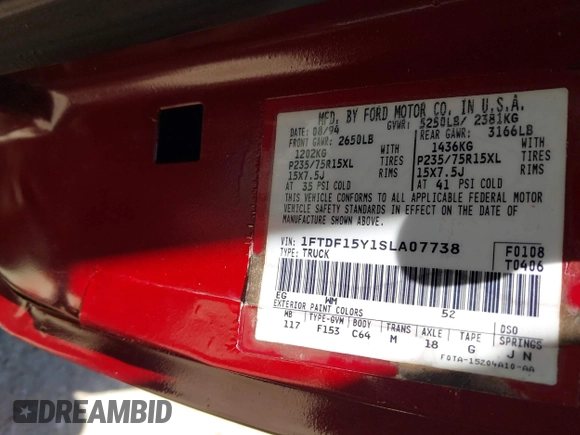 MFD. BY FORD MOTOR CO. IN U.S.A.
DATE: 08/94 GVWR: 5250LB/ 2381KG
FRONT GAWR: 2650LB REAR GAWR: 3166LB
1202KG 1436KG
P235/75R15XL TIRES P235/75R15XL TIRES
15X7.5J RIMS 15X7.5J RIMS
AT 35 PSI COLD AT 41 PSI COLD
THIS VEHICLE CONFORMS TO ALL APPLICABLE FEDERAL MOTOR
VEHICLE SAFETY STANDARDS IN EFFECT ON THE DATE OF
MANUFACTURE SHOWN ABOVE.
VIN: 1FTDF15Y1SLA07738 F0108
TYPE: TRUCK T0406
EG WM 52
EXTERIOR PAINT COLORS DSO
WB TYPE-GVM BODY TRANS AXLE TAPE SPRINGS
117 F153 C64 M 18 G J N
F0TA-15204A10-AA
DREAMBID